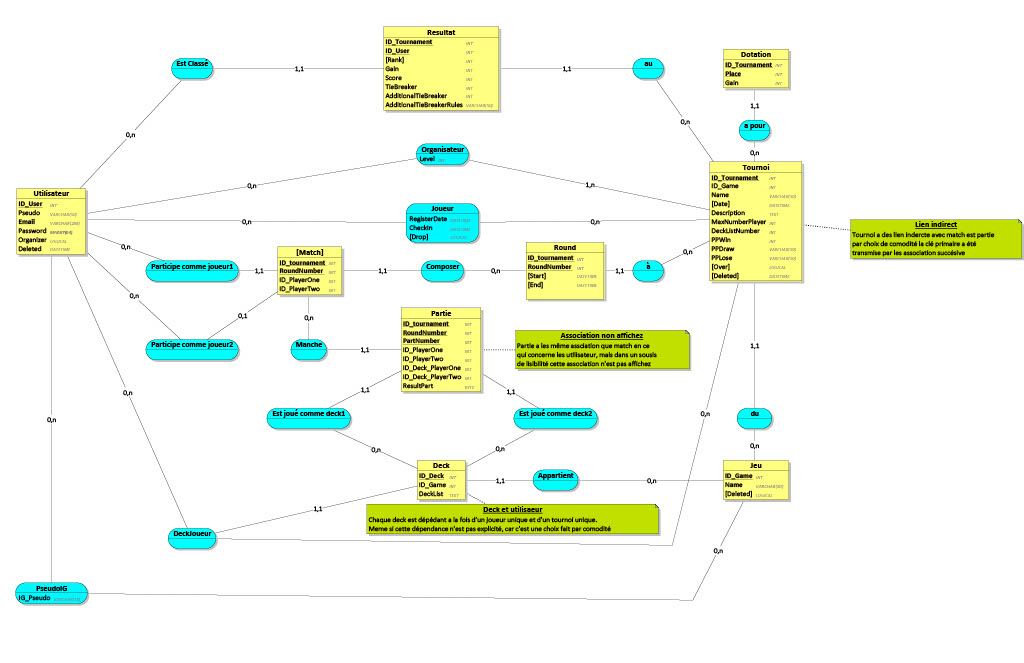 Resultat
ID_Tournament INT
ID_User INT
[Rank] INT
Gain INT
Score INT
TieBreaker INT
AdditionalTieBreaker INT
AdditionalTieBreakerRules VARCHAR(50)
Est Classé
1,1
1,1
au
0,n
0,n
Dotation
ID_Tournament INT
Place INT
Gain INT
1,1
a pour
0,n
Organisateur
Level INT
0,n
1,n
Utilisateur
ID_User INT
Pseudo VARCHAR(50)
Email
Password
Organizer LOGICAL
Deleted DATETIME
Joueur
RegisterDate
CheckIn
[Drop] LOGICAL
0,n
0,n
Tournoi
ID_Tournament INT
ID_Game INT
Name VARCHAR(50)
[Date] DATETIME
Description TEXT
MaxNumberPlayer INT
DeckListNumber INT
PPWin INT
PPDraw VARCHAR(50)
PPLose VARCHAR(50)
[Over] LOGICAL
[Deleted] DATETIME
Lien indirect
Tournoi a des lien indercte avec match est partie
par choix de comodité la clé primaire a été
transmise par les association succésive
0,n
Participe comme joueur1
1,1
[Match]
ID_tournament INT
RoundNumber INT
ID_PlayerOne INT
ID_PlayerTwo INT
1,1
Composer
0,n
Round
ID_tournament INT
RoundNumber INT
[Start] DATETIME
[End] DATETIME
1,1
à
0,n
0,n
Participe comme joueur2
0,1
0,n
Manche
1,1
Partie
ID_tournament INT
RoundNumber INT
PartNumber INT
ID_PlayerOne INT
ID_PlayerTwo INT
ID_Deck_PlayerOne INT
ID_Deck_PlayerTwo INT
ResultPart BYTE
Association non affichez
Partie a les même assdation que match en ce
qui concerne les utilisateur, mais dans un sousis
de lisibilité cette association n'est pas affichez
1,1
0,n
0,n
1,1
1,1
Est joué comme deck1
Est joué comme deck2
0,n
0,n
0,n
du
0,n
Deck
ID_Deck INT
ID_Game INT
DeckList TEXT
1,1
Appartient
0,n
Jeu
ID_Game INT
Name VARCHAR(50)
[Deleted] LOGICAL
1,1
Deck et utilisaeur
Chaque deck est dépédant a la fois d'un joueur unique et d'un tournoi unique.
Meme si cette dépendance n'est pas explicité, car c'est une choix fait par comodité
DeckJoueur
0,n
PseudoIG
IG_Pseudo